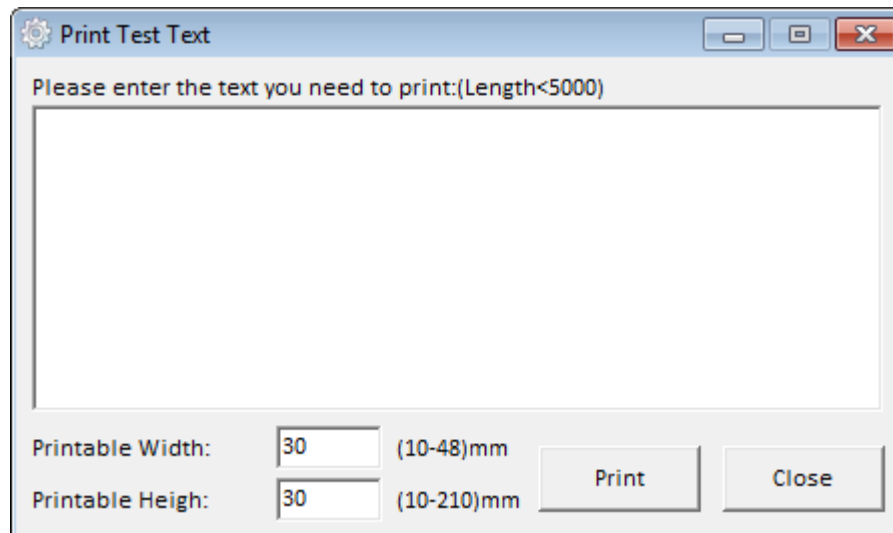 Print Test Text
Please enter the text you need to print:(Length<5000)
Printable Width: 30 (10-48)mm
Printable Heigh: 30 (10-210)mm
Print Close